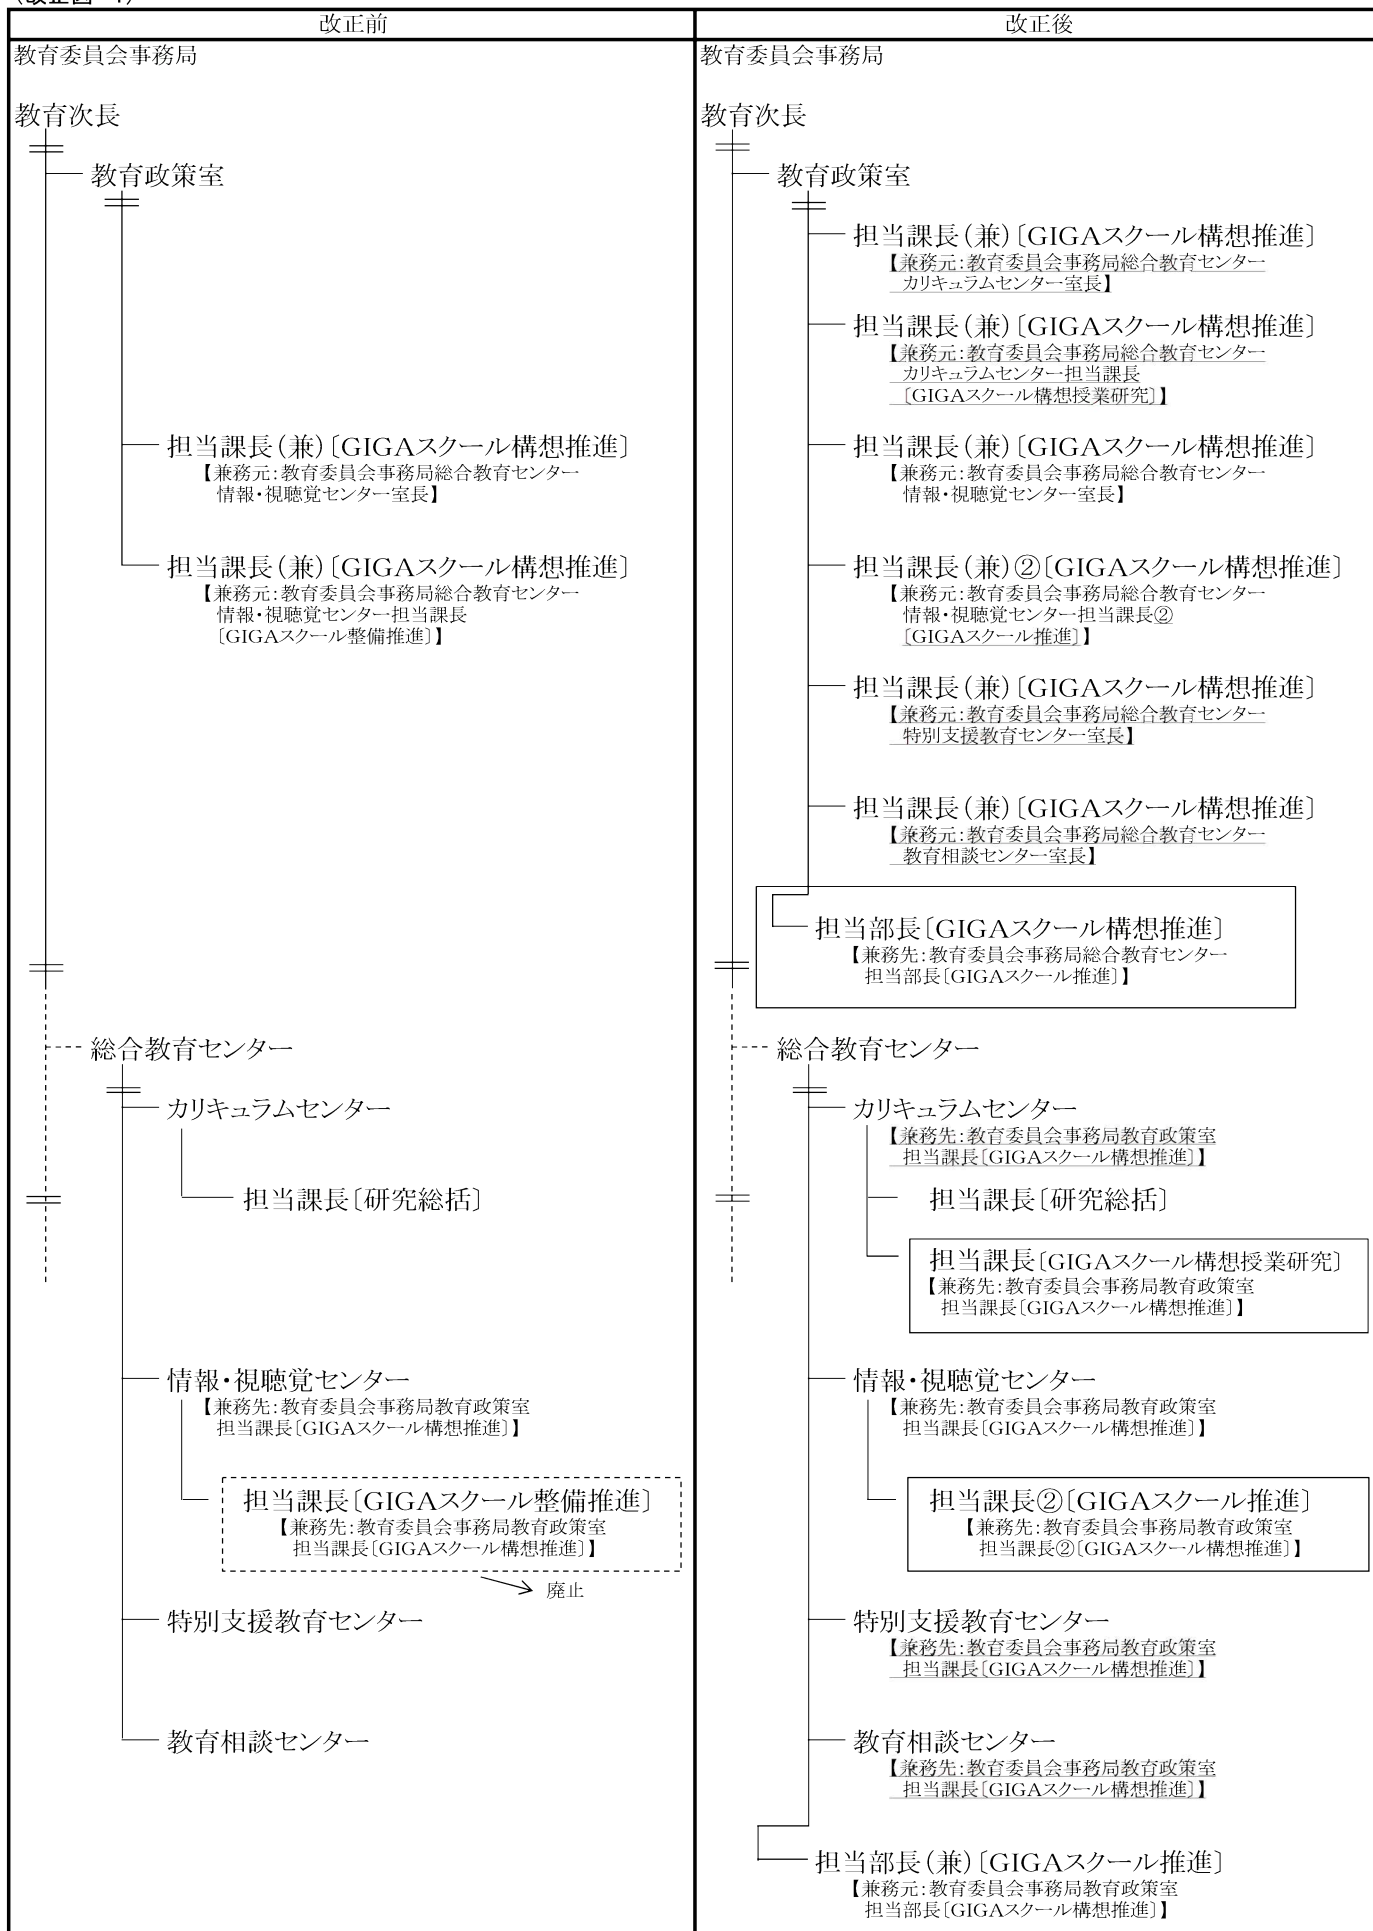 改正前
教育委員会事務局
教育次長
教育政策室
担当課長(兼)〔GIGAスクール構想推進〕
【兼務元:教育委員会事務局総合教育センター
情報・視聴覚センター室長】
担当課長(兼)〔GIGAスクール構想推進〕
【兼務元:教育委員会事務局総合教育センター
情報・視聴覚センター担当課長
〔GIGAスクール整備推進〕】
総合教育センター
カリキュラムセンター
担当課長〔研究総括〕
情報・視聴覚センター
【兼務先:教育委員会事務局教育政策室
担当課長〔GIGAスクール構想推進〕】
担当課長〔GIGAスクール整備推進〕
【兼務先:教育委員会事務局教育政策室
担当課長〔GIGAスクール構想推進〕】
廃止
特別支援教育センター
教育相談センター
改正後
教育委員会事務局
教育次長
教育政策室
担当課長(兼)〔GIGAスクール構想推進〕
【兼務元:教育委員会事務局総合教育センター
カリキュラムセンター室長】
担当課長(兼)〔GIGAスクール構想推進〕
【兼務元:教育委員会事務局総合教育センター
カリキュラムセンター担当課長
〔GIGAスクール構想授業研究〕】
担当課長(兼)〔GIGAスクール構想推進〕
【兼務元:教育委員会事務局総合教育センター
情報・視聴覚センター室長】
担当課長(兼)②〔GIGAスクール構想推進〕
【兼務元:教育委員会事務局総合教育センター
情報・視聴覚センター担当課長②
〔GIGAスクール推進〕】
担当課長(兼)〔GIGAスクール構想推進〕
【兼務元:教育委員会事務局総合教育センター
特別支援教育センター室長】
担当課長(兼)〔GIGAスクール構想推進〕
【兼務元:教育委員会事務局総合教育センター
教育相談センター室長】
担当部長〔GIGAスクール構想推進〕
【兼務先:教育委員会事務局総合教育センター
担当部長〔GIGAスクール推進〕】
総合教育センター
カリキュラムセンター
【兼務先:教育委員会事務局教育政策室
担当課長〔GIGAスクール構想推進〕】
担当課長〔研究総括〕
担当課長〔GIGAスクール構想授業研究〕
【兼務先:教育委員会事務局教育政策室
担当課長〔GIGAスクール構想推進〕】
情報・視聴覚センター
【兼務先:教育委員会事務局教育政策室
担当課長〔GIGAスクール構想推進〕】
担当課長②〔GIGAスクール推進〕
【兼務先:教育委員会事務局教育政策室
担当課長②〔GIGAスクール構想推進〕】
特別支援教育センター
【兼務先:教育委員会事務局教育政策室
担当課長〔GIGAスクール構想推進〕】
教育相談センター
【兼務先:教育委員会事務局教育政策室
担当課長〔GIGAスクール構想推進〕】
担当部長(兼)〔GIGAスクール推進〕
【兼務元:教育委員会事務局教育政策室
担当部長〔GIGAスクール構想推進〕】